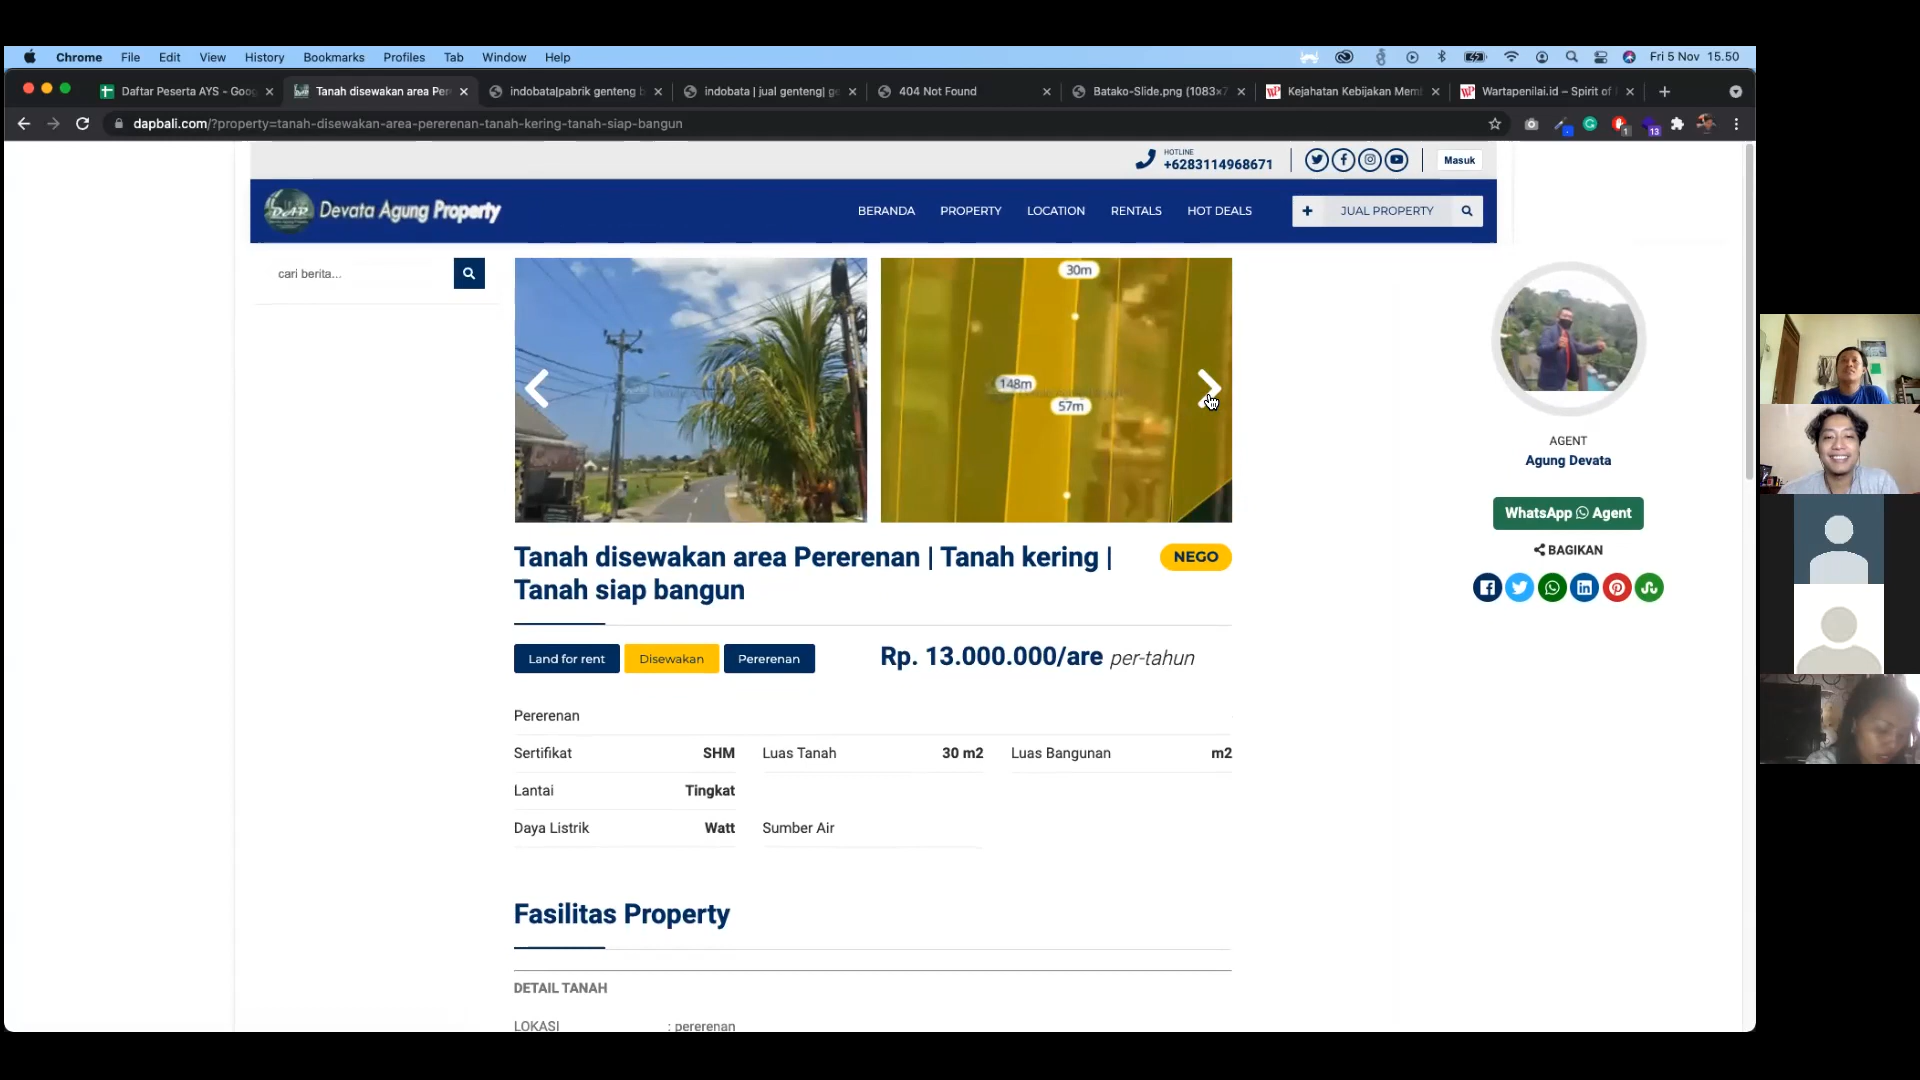 Chrome File Edit View History Bookmarks Profiles Tab Window Help Fri 5 Nov 15.50
Daftar Peserta AYS - Goog
Tanah disewakan area Per
indobata|pabrik genteng b
indobata | jual genteng| g
404 Not Found
Batako-Slide.png (1083×7
Kejahatan Kebijakan Mem
Wartapenilai.id – Spirit of
dapbali.com/?property=tanah-disewakan-area-pererenan-tanah-kering-tanah-siap-bangun
1
13
HOTLINE
+6283114968671
Masuk
DAP Devata Agung Property
BERANDA PROPERTY LOCATION RENTALS HOT DEALS + JUAL PROPERTY
cari berita...
30m
148m
57m
AGENT
Agung Devata
WhatsApp Agent
BAGIKAN
Tanah disewakan area Pererenan | Tanah kering |
Tanah siap bangun
NEGO
Land for rent Disewakan Pererenan Rp. 13.000.000/are per-tahun
Pererenan
Sertifikat SHM Luas Tanah 30 m2 Luas Bangunan m2
Lantai Tingkat
Daya Listrik Watt Sumber Air
Fasilitas Property
DETAIL TANAH
LOKASI : pererenan